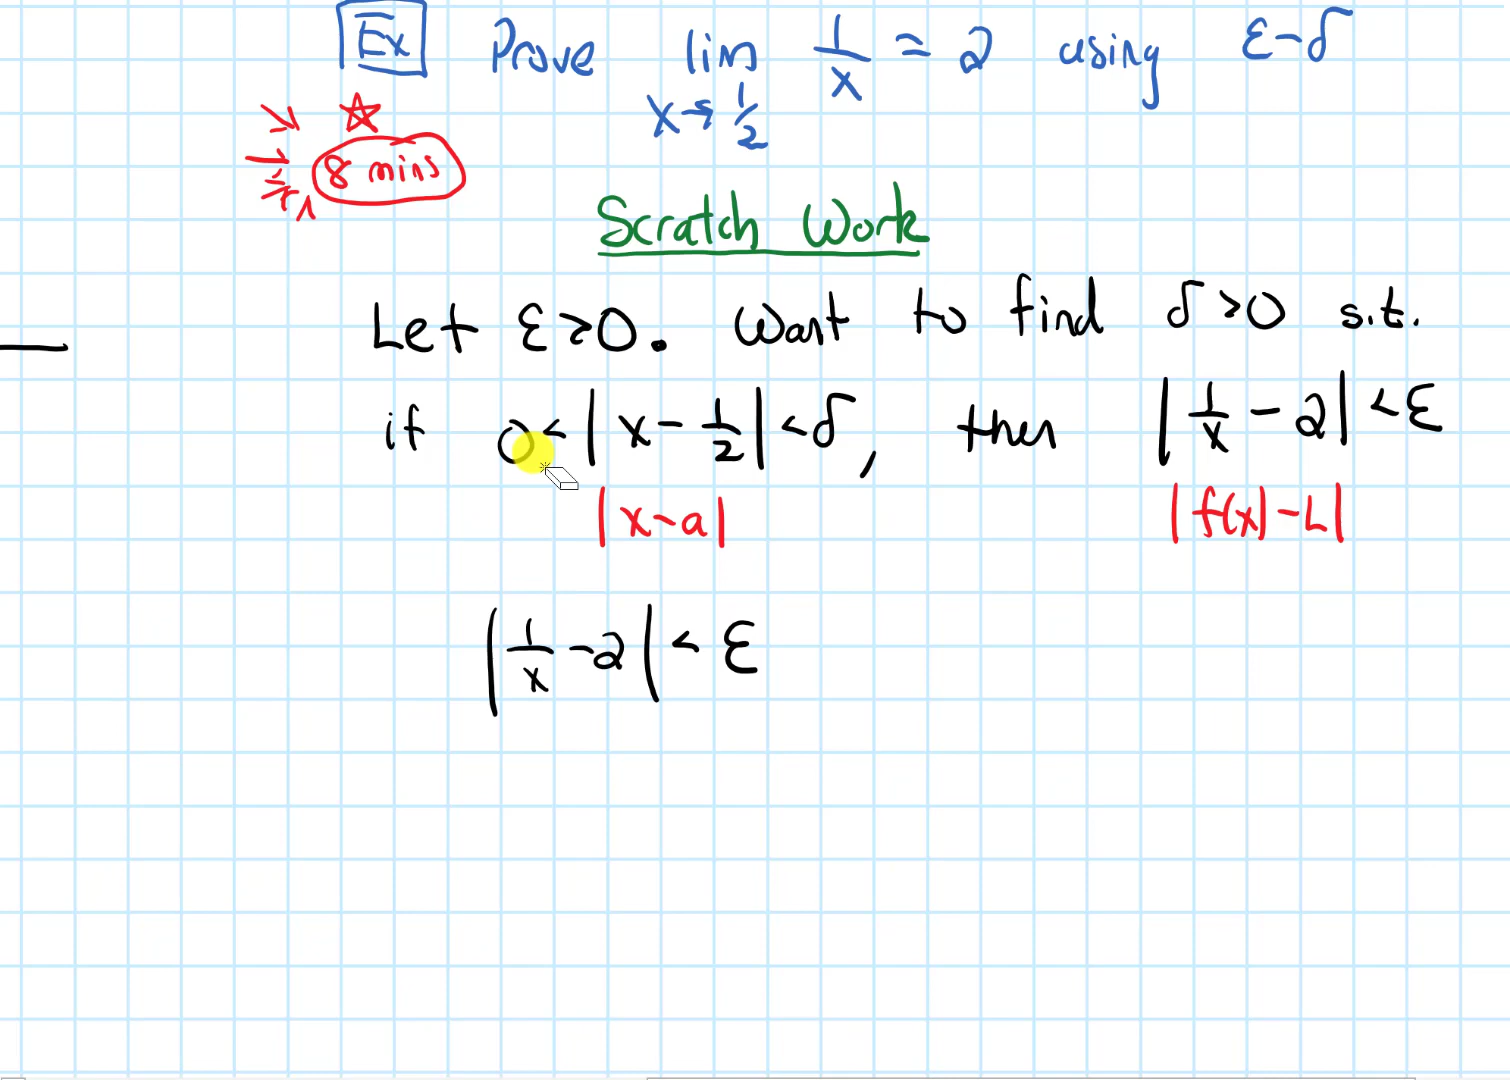 Ex Prove lim x→1/2 1/x = 2 using ε-δ
8 mins
Scratch Work
Let ε>0. Want to find δ>0 s.t.
if 0<|x-1/2|<δ, then |1/x-2|<ε
|x-a| |f(x)-L|
|1/x-2|<ε